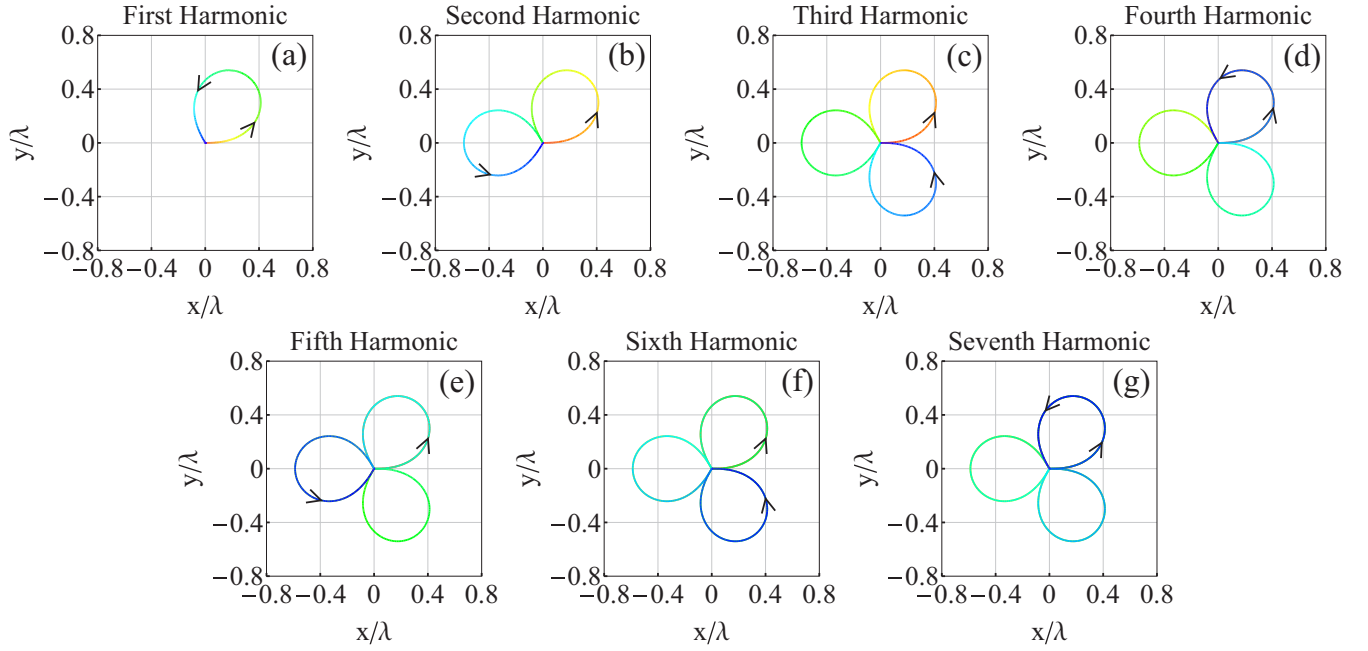 First Harmonic
Second Harmonic
Third Harmonic
Fourth Harmonic
(a)
(b)
(c)
(d)
0.8
0.4
0
−0.4
−0.8
y/λ
−0.8 −0.4 0 0.4 0.8
x/λ
0.8
0.4
0
−0.4
−0.8
y/λ
−0.8 −0.4 0 0.4 0.8
x/λ
0.8
0.4
0
−0.4
−0.8
y/λ
−0.8 −0.4 0 0.4 0.8
x/λ
0.8
0.4
0
−0.4
−0.8
y/λ
−0.8 −0.4 0 0.4 0.8
x/λ
Fifth Harmonic
Sixth Harmonic
Seventh Harmonic
(e)
(f)
(g)
0.8
0.4
0
−0.4
−0.8
y/λ
−0.8 −0.4 0 0.4 0.8
x/λ
0.8
0.4
0
−0.4
−0.8
y/λ
−0.8 −0.4 0 0.4 0.8
x/λ
0.8
0.4
0
−0.4
−0.8
y/λ
−0.8 −0.4 0 0.4 0.8
x/λ